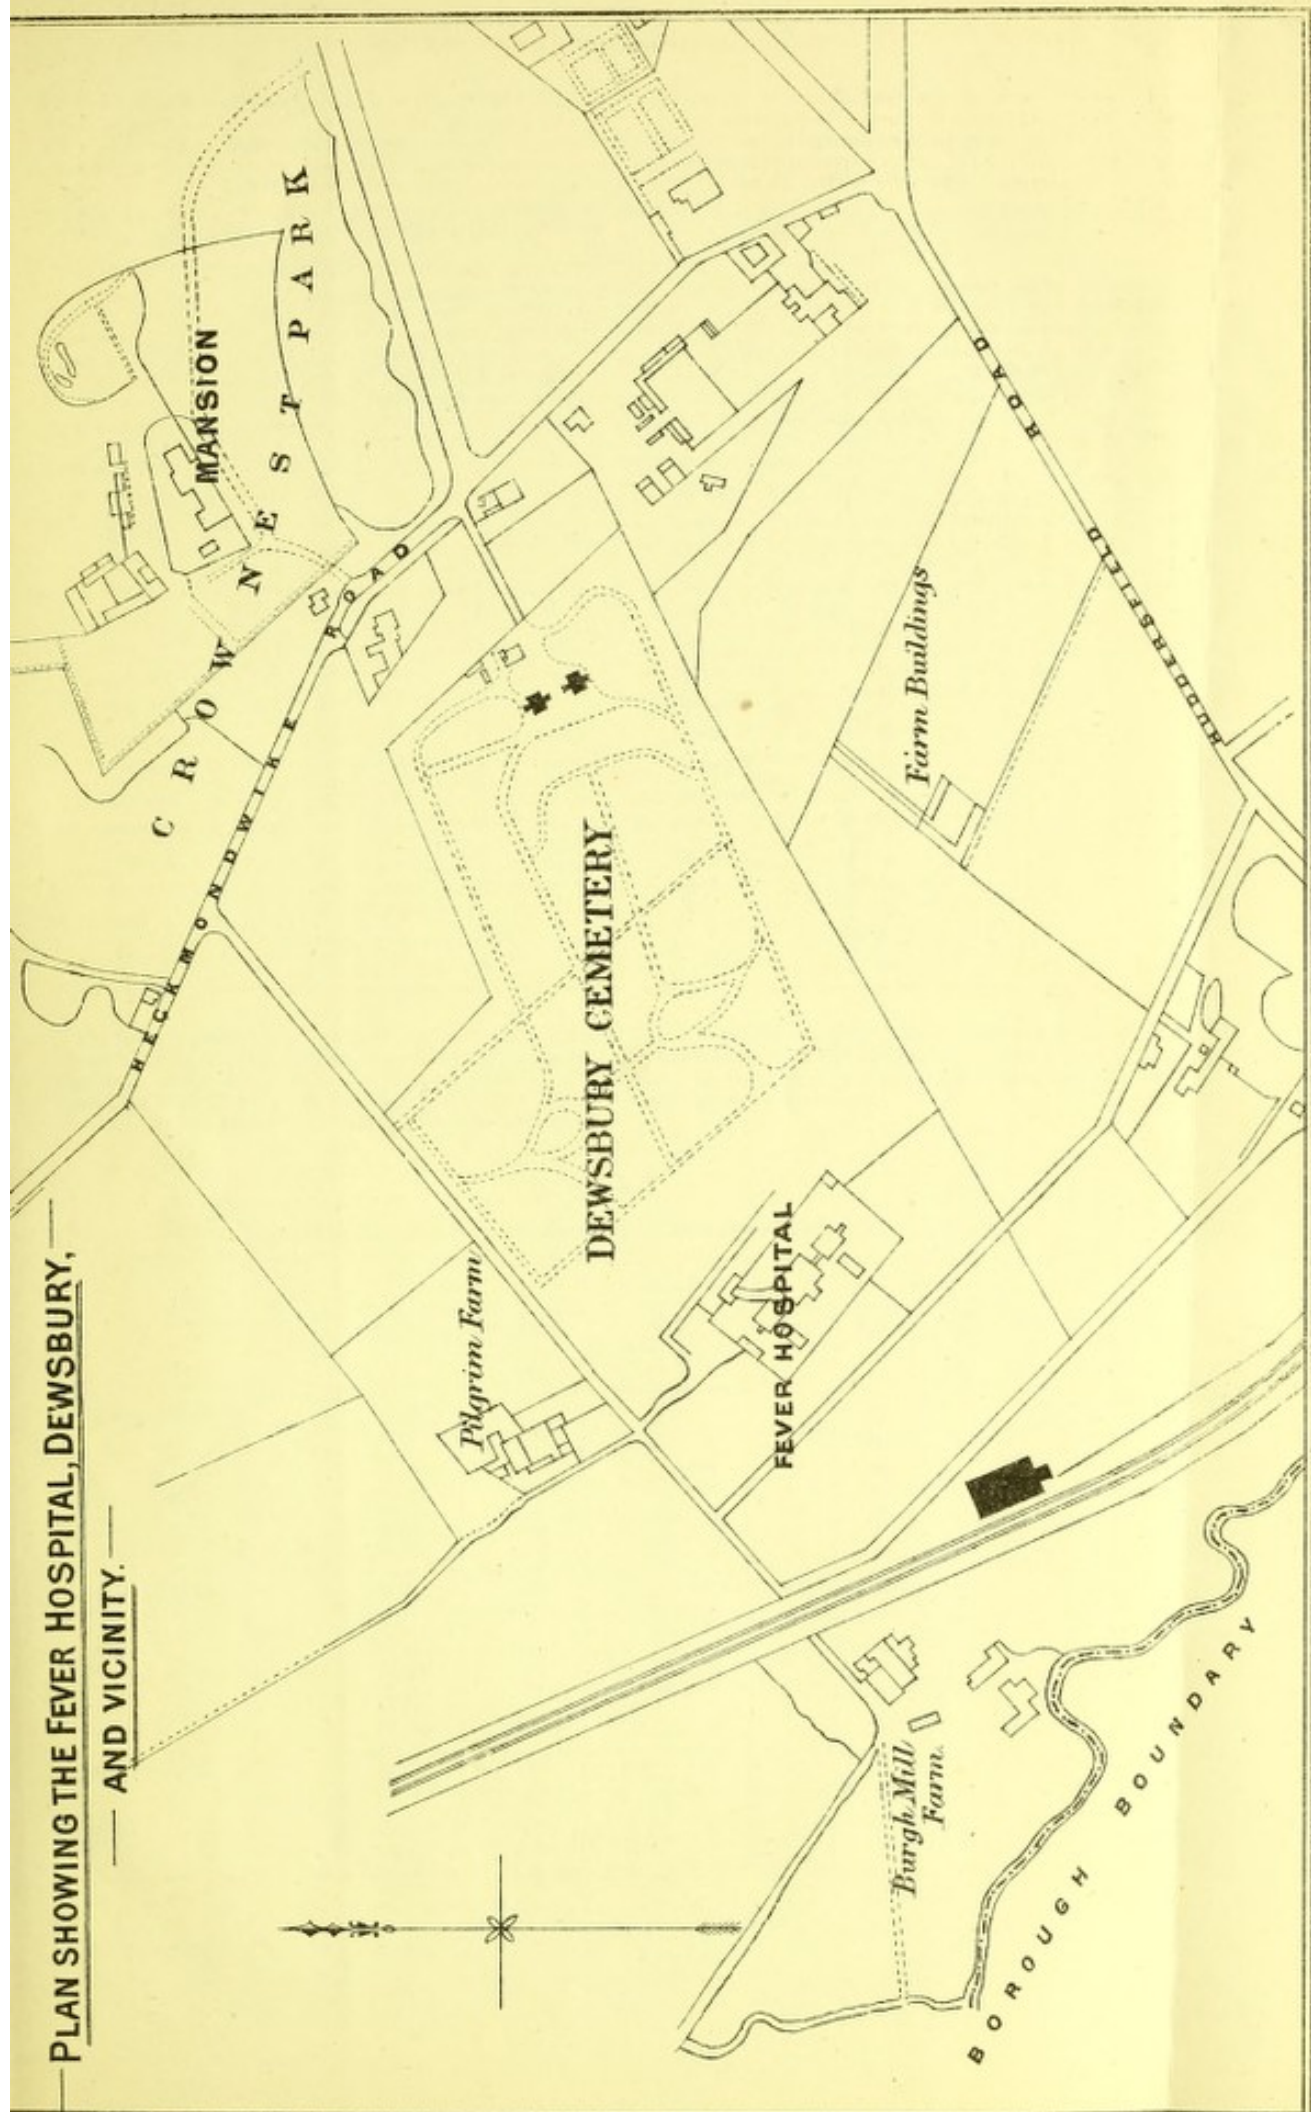 PLAN SHOWING THE FEVER HOSPITAL, DEWSBURY,
AND VICINITY.
CROW NEST PARK
MANSION
HECKMONDWIKE ROAD
DEWSBURY CEMETERY
Pilgrim Farm
FEVER HOSPITAL
Farm Buildings
HUDDERSFIELD ROAD
Burgh Mill
Farm.
BOROUGH BOUNDARY